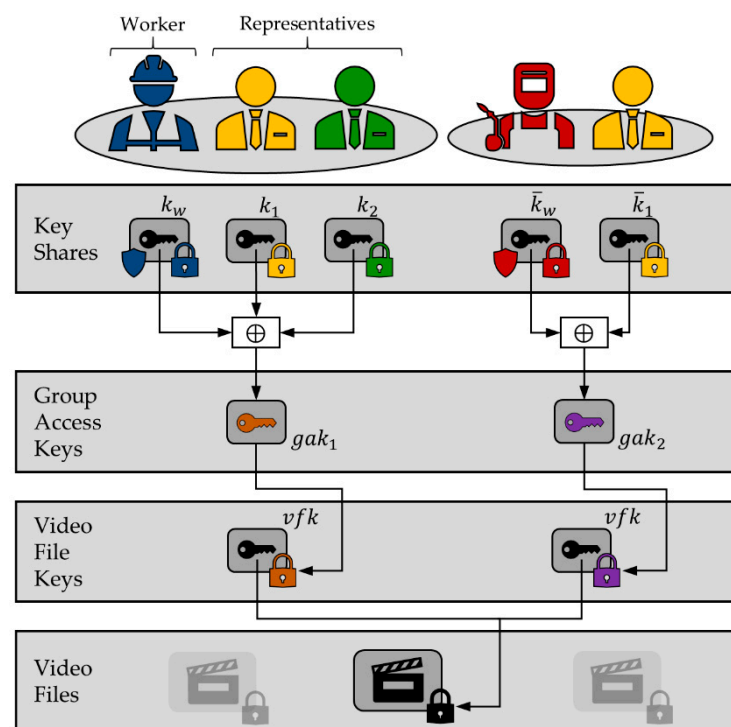 Worker
Representatives
Key
Shares
k_w
k_1
k_2
k̄_w
k̄_1
⊕
⊕
Group
Access
Keys
gak_1
gak_2
Video
File
Keys
vfk
vfk
Video
Files